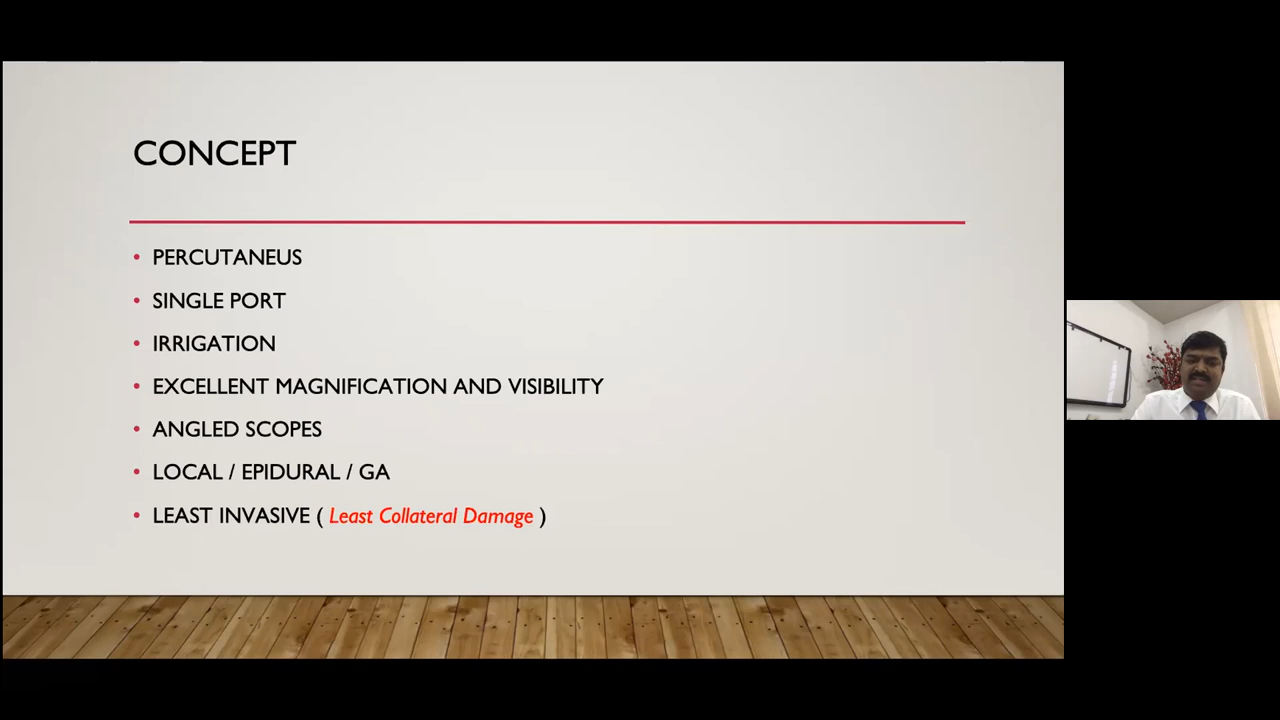 CONCEPT
PERCUTANEUS
SINGLE PORT
IRRIGATION
EXCELLENT MAGNIFICATION AND VISIBILITY
ANGLED SCOPES
LOCAL / EPIDURAL / GA
LEAST INVASIVE ( Least Collateral Damage )